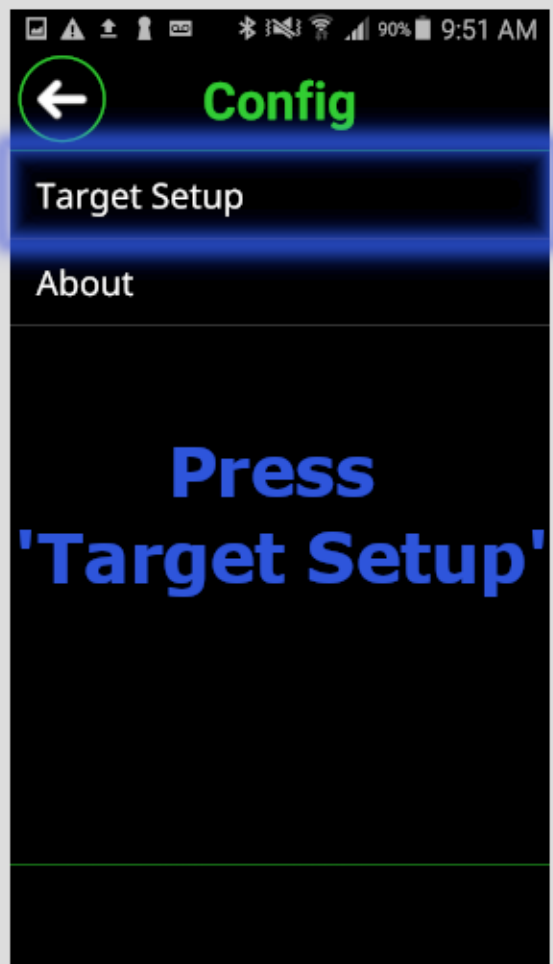 90% 9:51 AM
Config
Target Setup
About
Press
'Target Setup'